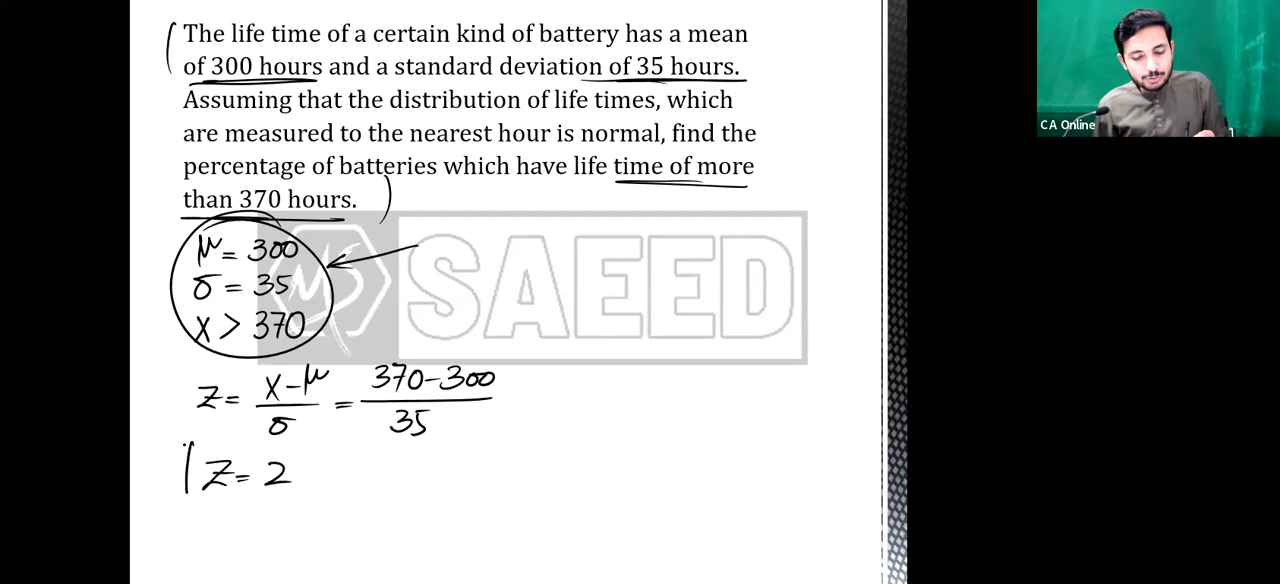 The life time of a certain kind of battery has a mean
of 300 hours and a standard deviation of 35 hours.
Assuming that the distribution of life times, which
are measured to the nearest hour is normal, find the
percentage of batteries which have life time of more
than 370 hours.
μ = 300
σ = 35
X > 370
Z = X-μ / σ = 370-300 / 35
Z = 2
SAEED
C A Online